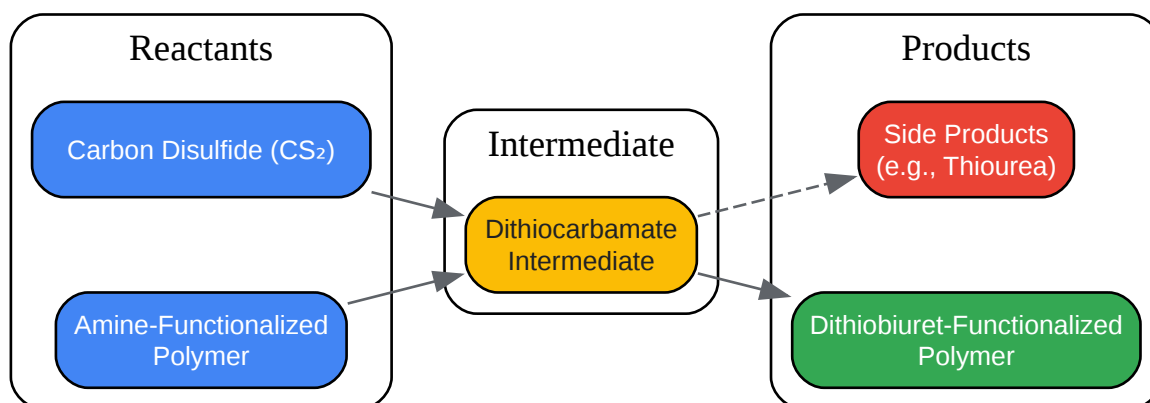 Reactants
Carbon Disulfide (CS₂)
Amine-Functionalized
Polymer
Intermediate
Dithiocarbamate
Intermediate
Products
Side Products
(e.g., Thiourea)
Dithiobiuret-Functionalized
Polymer